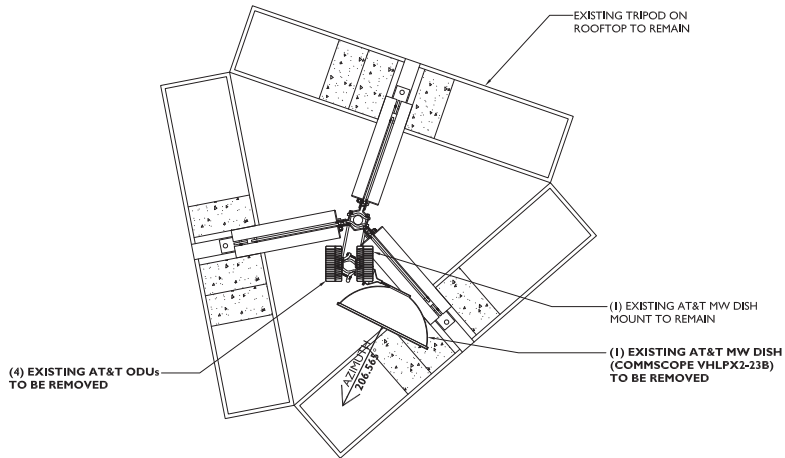 EXISTING TRIPOD ON
ROOFTOP TO REMAIN
(1) EXISTING AT&T MW DISH
MOUNT TO REMAIN
(1) EXISTING AT&T MW DISH
(COMMSCOPE VHLPX2-23B)
TO BE REMOVED
(4) EXISTING AT&T ODUs
TO BE REMOVED
AZIMUTH
206.565°